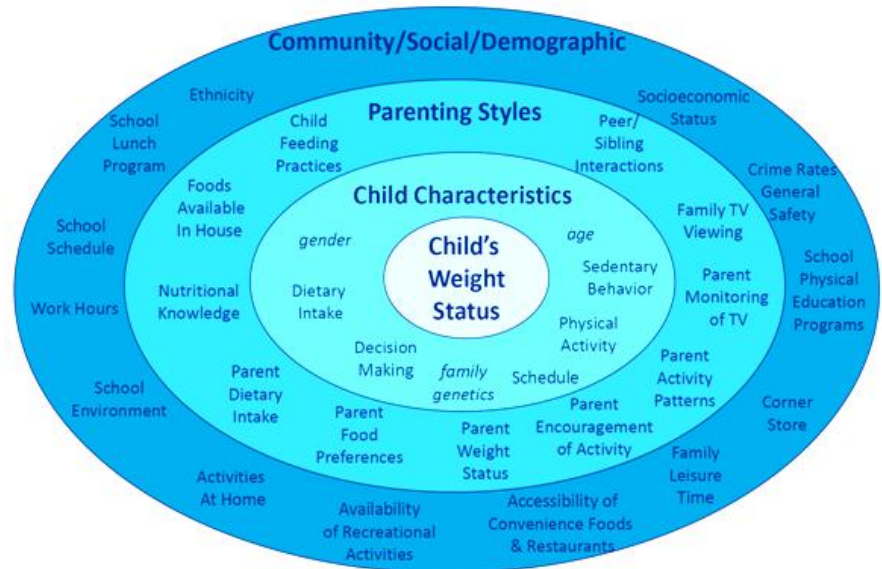 Community/Social/Demographic
Ethnicity
School
Lunch
Program
School
Schedule
Work Hours
School
Environment
Activities
At Home
Availability
of Recreational
Activities
Accessibility of
Convenience Foods
& Restaurants
Family
Leisure
Time
Corner
Store
School
Physical
Education
Programs
Crime Rates
General
Safety
Socioeconomic
Status
Parenting Styles
Child
Feeding
Practices
Foods
Available
In House
Nutritional
Knowledge
Parent
Dietary
Intake
Parent
Food
Preferences
Parent
Weight
Status
Parent
Encouragement
of Activity
Parent
Activity
Patterns
Parent
Monitoring
of TV
Family TV
Viewing
Peer/
Sibling
Interactions
Child Characteristics
gender
Dietary
Intake
Decision
Making
family
genetics
Schedule
Physical
Activity
Sedentary
Behavior
age
Child's
Weight
Status